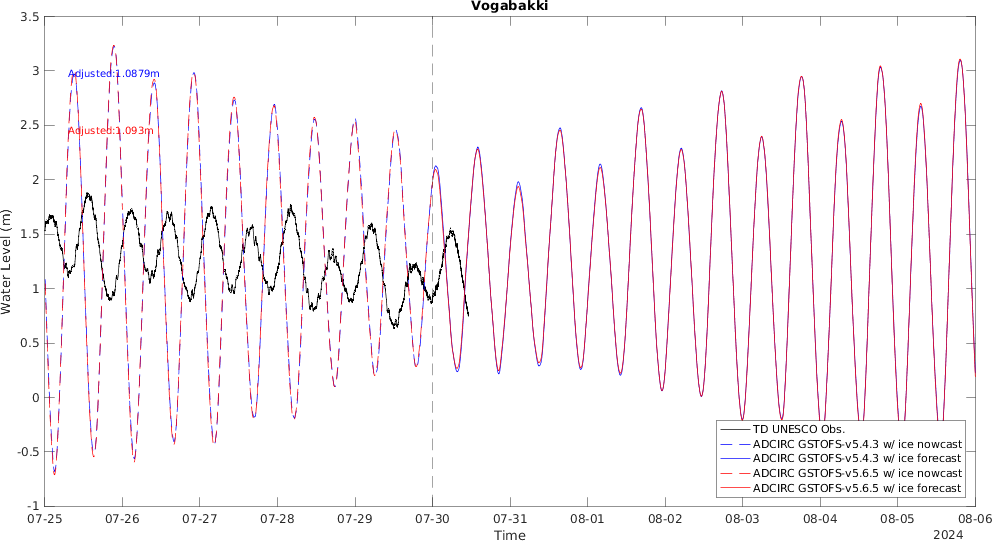 Vogabakki
3.5
3
2.5
2
1.5
1
0.5
0
-0.5
-1
Water Level (m)
Adjusted:1.0879m
Adjusted:1.093m
TD UNESCO Obs.
ADCIRC GSTOFS-v5.4.3 w/ ice nowcast
ADCIRC GSTOFS-v5.4.3 w/ ice forecast
ADCIRC GSTOFS-v5.6.5 w/ ice nowcast
ADCIRC GSTOFS-v5.6.5 w/ ice forecast
07-25 07-26 07-27 07-28 07-29 07-30 07-31 08-01 08-02 08-03 08-04 08-05 08-06
Time
2024